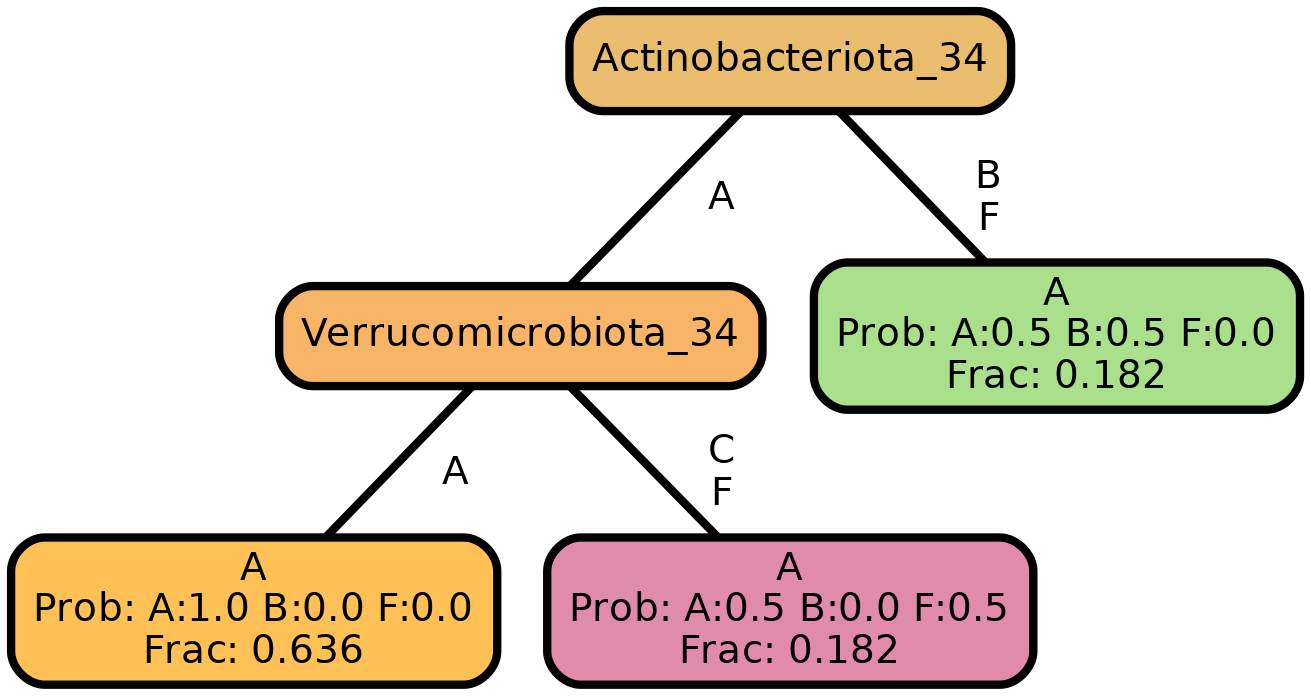 Actinobacteriota_34
A
B
F
Verrucomicrobiota_34
A
Prob: A:0.5 B:0.5 F:0.0
Frac: 0.182
A
C
F
A
Prob: A:1.0 B:0.0 F:0.0
Frac: 0.636
A
Prob: A:0.5 B:0.0 F:0.5
Frac: 0.182